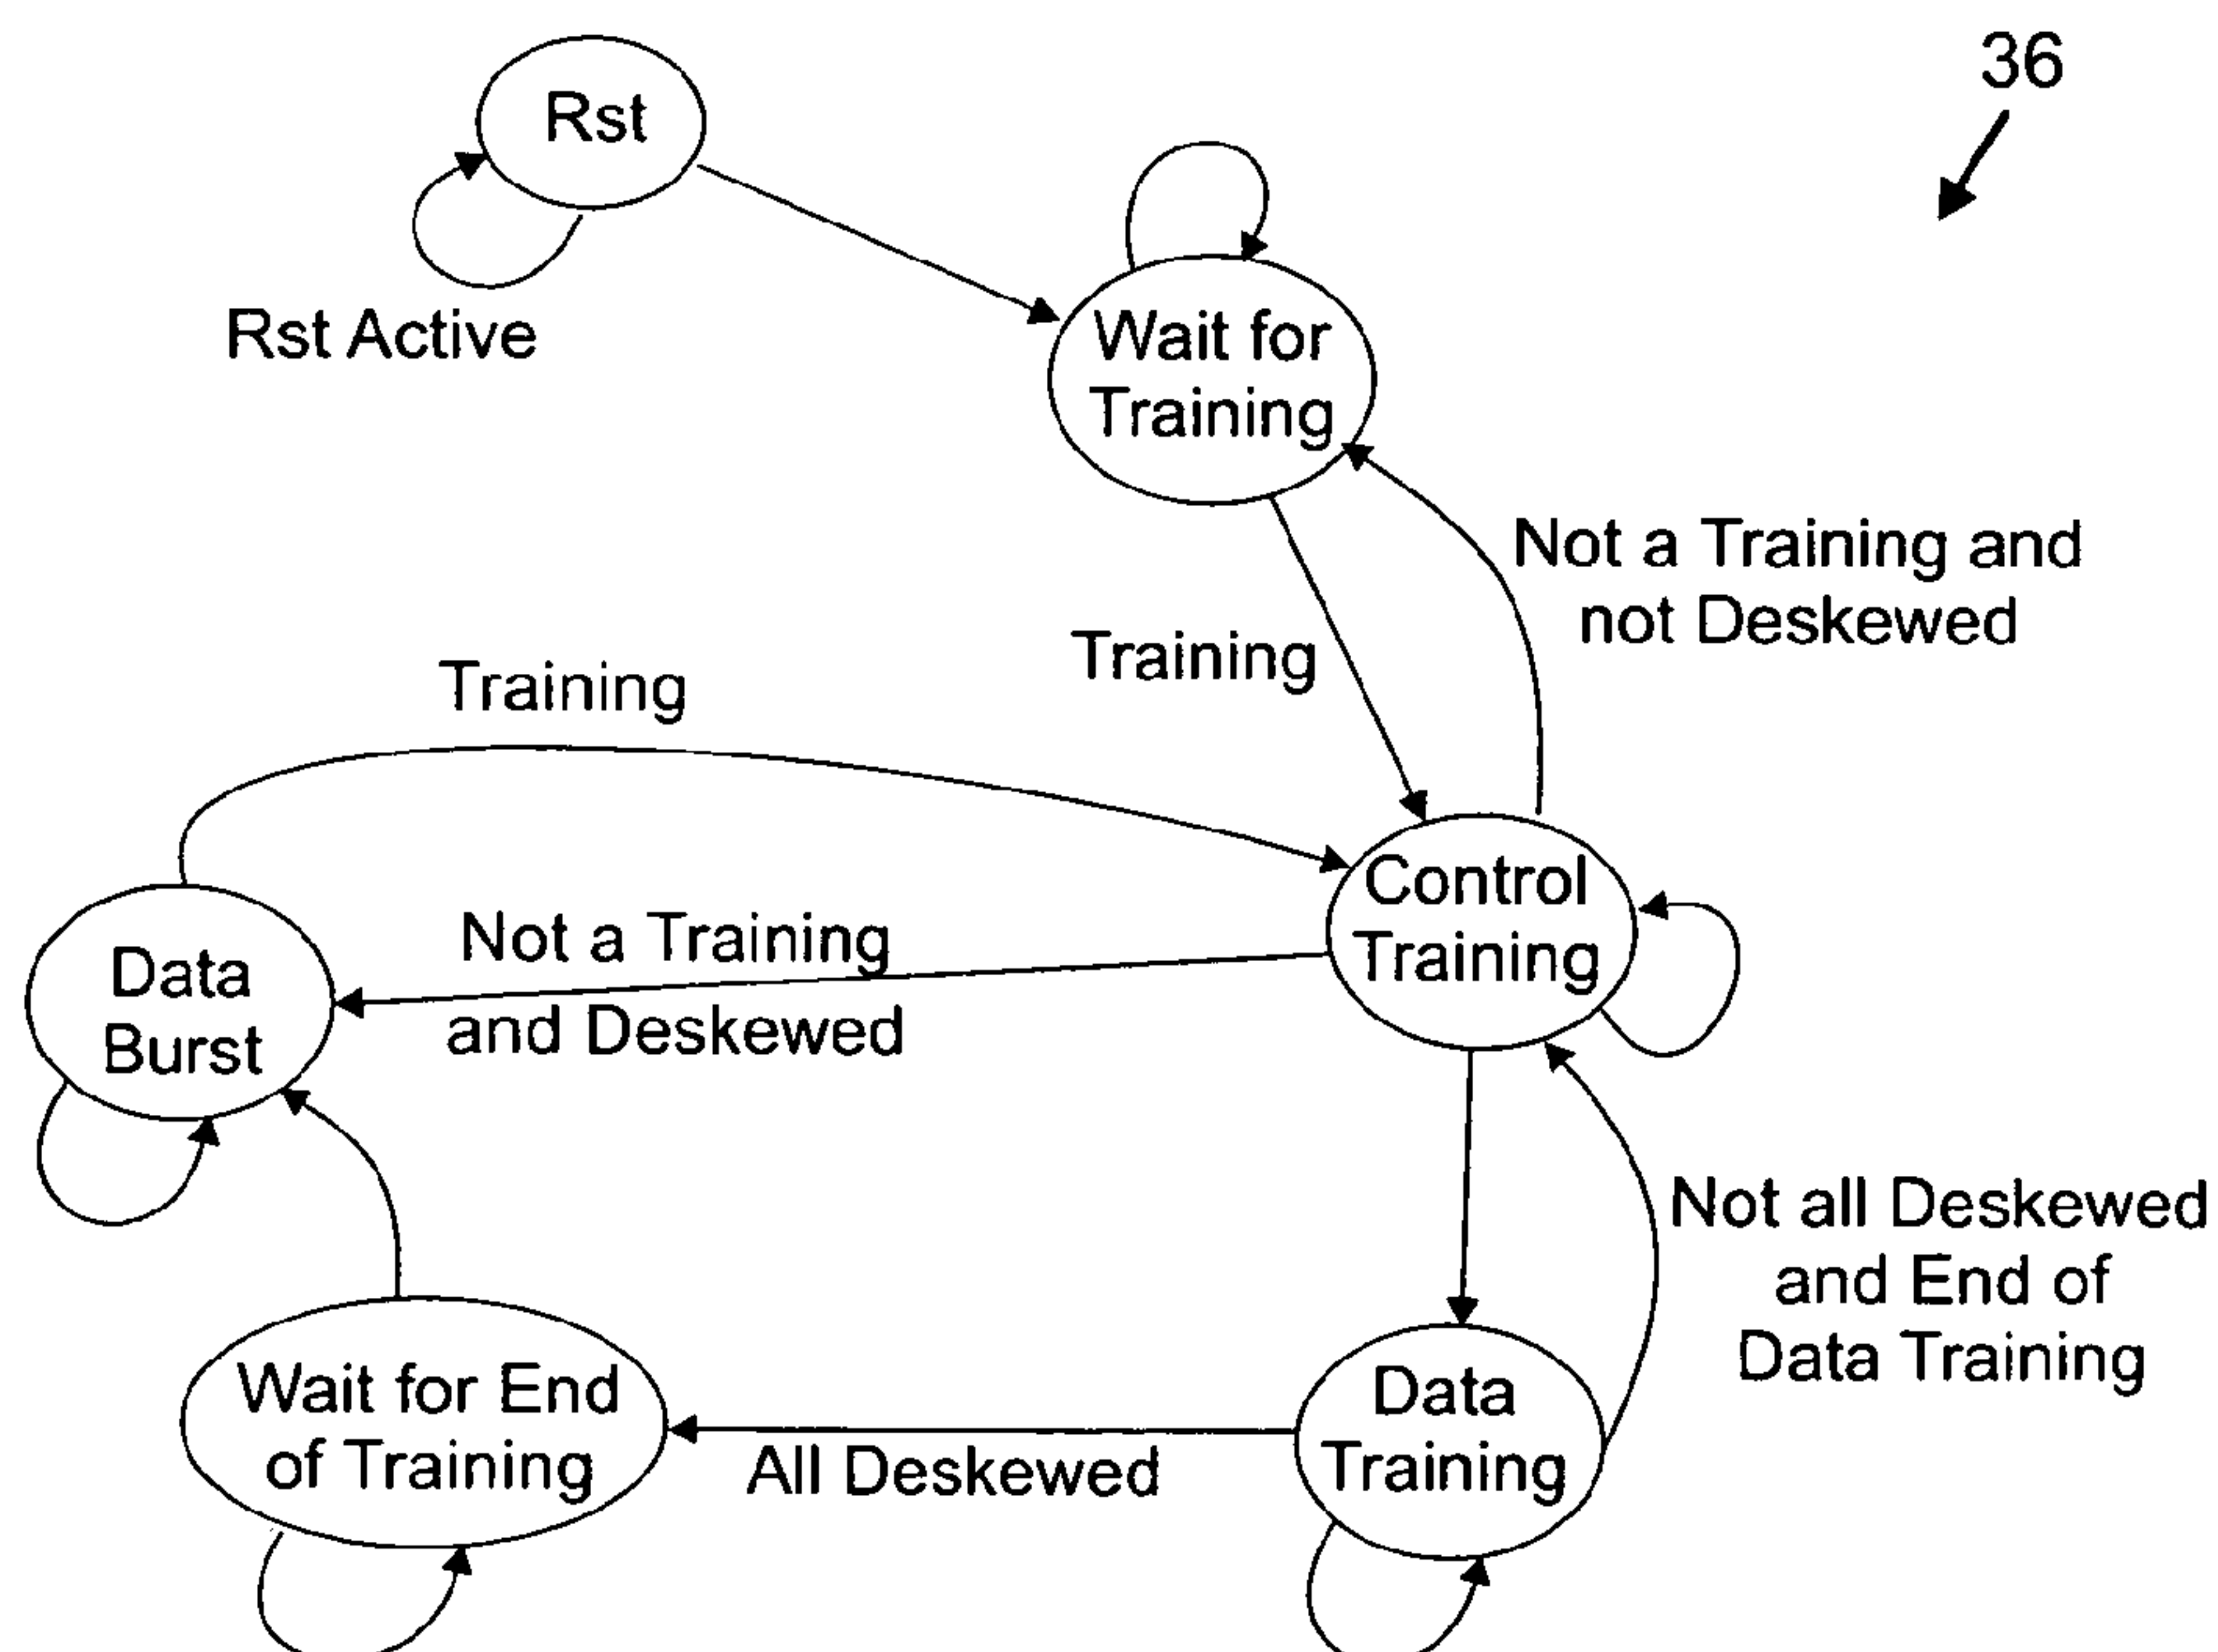 36
Rst
Rst Active
Wait for
Training
Not a Training and
not Deskewed
Training
Training
Control
Training
Not a Training
and Deskewed
Data
Burst
Not all Deskewed
and End of
Data Training
Wait for End
of Training
All Deskewed
Data
Training